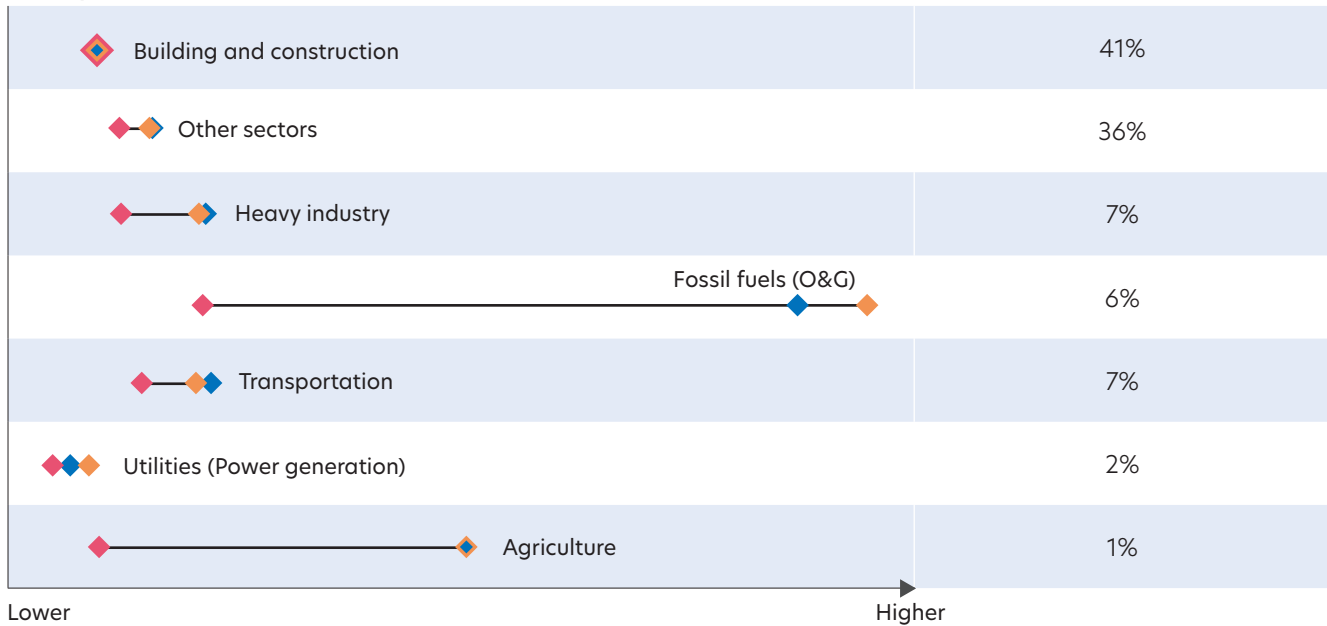 Building and construction
41%
Other sectors
36%
Heavy industry
7%
Fossil fuels (O&G)
6%
Transportation
7%
Utilities (Power generation)
2%
Agriculture
1%
Lower
Higher